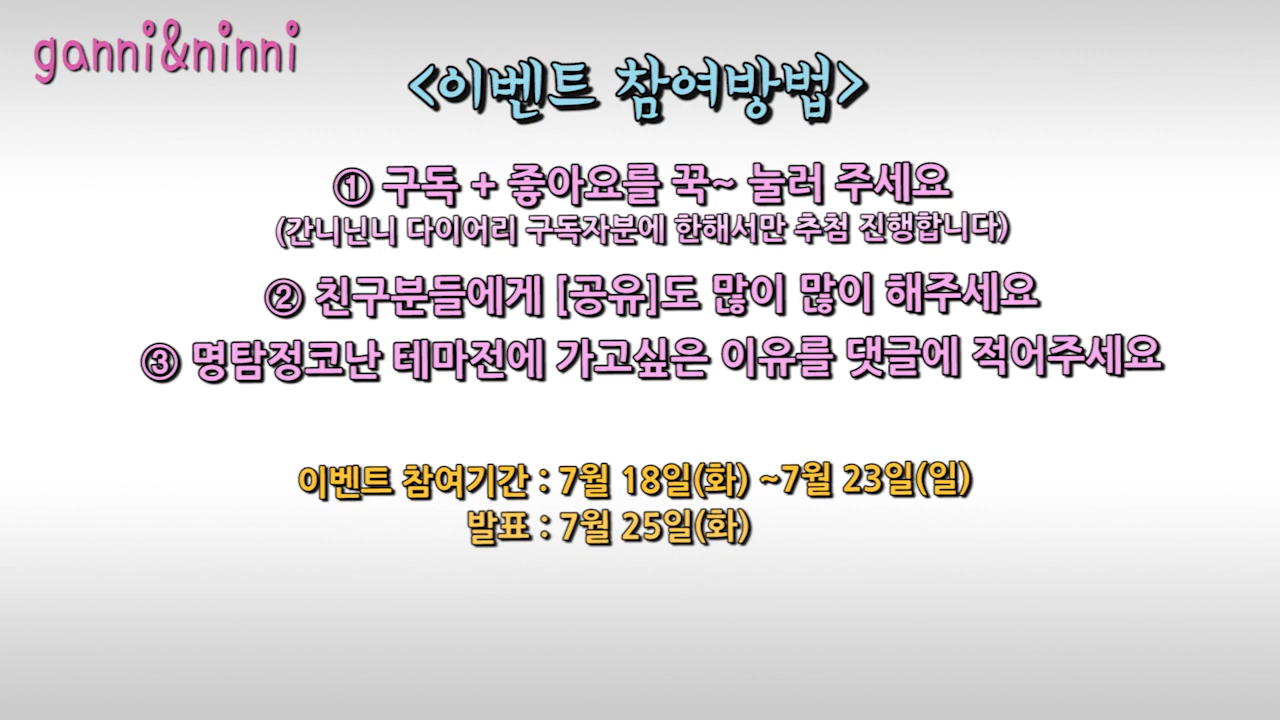 ganni&ninni
<이벤트 참여방법>
① 구독 + 좋아요를 꾹~ 눌러 주세요
(간니닌니 다이어리 구독자분에 한해서만 추첨 진행합니다)
② 친구분들에게 [공유]도 많이 많이 해주세요
③ 명탐정코난 테마전에 가고싶은 이유를 댓글에 적어주세요
이벤트 참여기간 : 7월 18일(화) ~7월 23일(일)
발표 : 7월 25일(화)